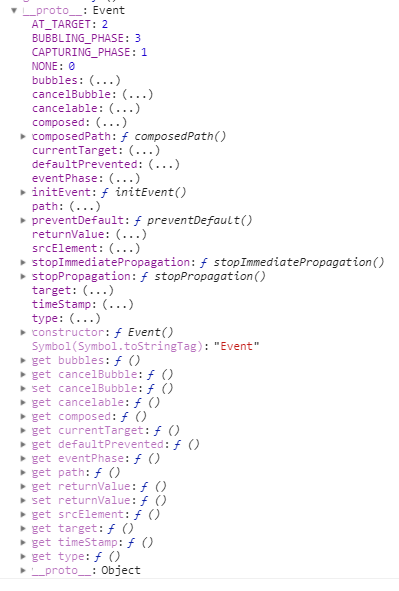 __proto__: Event
AT_TARGET: 2
BUBBLING_PHASE: 3
CAPTURING_PHASE: 1
NONE: 0
bubbles: (...)
cancelBubble: (...)
cancelable: (...)
composed: (...)
composedPath: ƒ composedPath()
currentTarget: (...)
defaultPrevented: (...)
eventPhase: (...)
initEvent: ƒ initEvent()
path: (...)
preventDefault: ƒ preventDefault()
returnValue: (...)
srcElement: (...)
stopImmediatePropagation: ƒ stopImmediatePropagation()
stopPropagation: ƒ stopPropagation()
target: (...)
timeStamp: (...)
type: (...)
constructor: ƒ Event()
Symbol(Symbol.toStringTag): "Event"
get bubbles: ƒ ()
get cancelBubble: ƒ ()
set cancelBubble: ƒ ()
get cancelable: ƒ ()
get composed: ƒ ()
get currentTarget: ƒ ()
get defaultPrevented: ƒ ()
get eventPhase: ƒ ()
get path: ƒ ()
get returnValue: ƒ ()
set returnValue: ƒ ()
get srcElement: ƒ ()
get target: ƒ ()
get timeStamp: ƒ ()
get type: ƒ ()
__proto__: Object